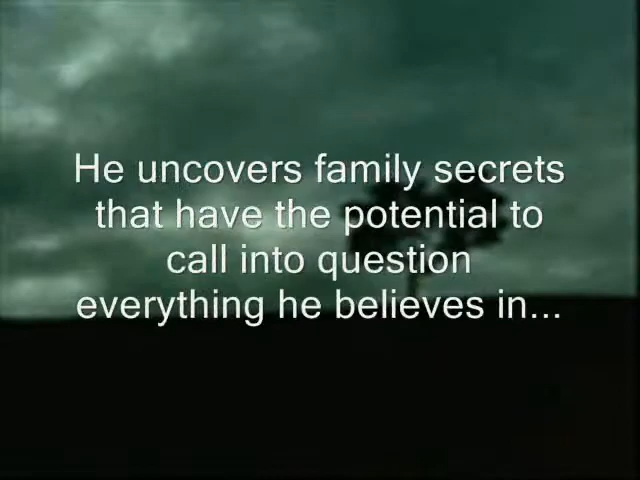 He uncovers family secrets
that have the potential to
call into question
everything he believes in...